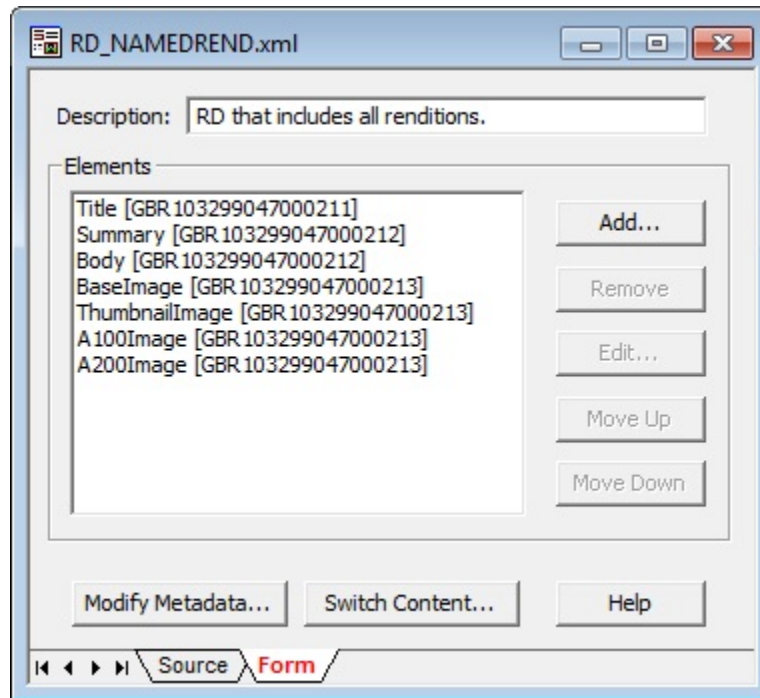 RD_NAMEDREND.xml
Description: RD that includes all renditions.
Elements
Title [GBR103299047000211]
Summary [GBR103299047000212]
Body [GBR103299047000212]
BaseImage [GBR103299047000213]
ThumbnailImage [GBR103299047000213]
A100Image [GBR103299047000213]
A200Image [GBR103299047000213]
Add...
Remove
Edit...
Move Up
Move Down
Modify Metadata... Switch Content... Help
Source Form